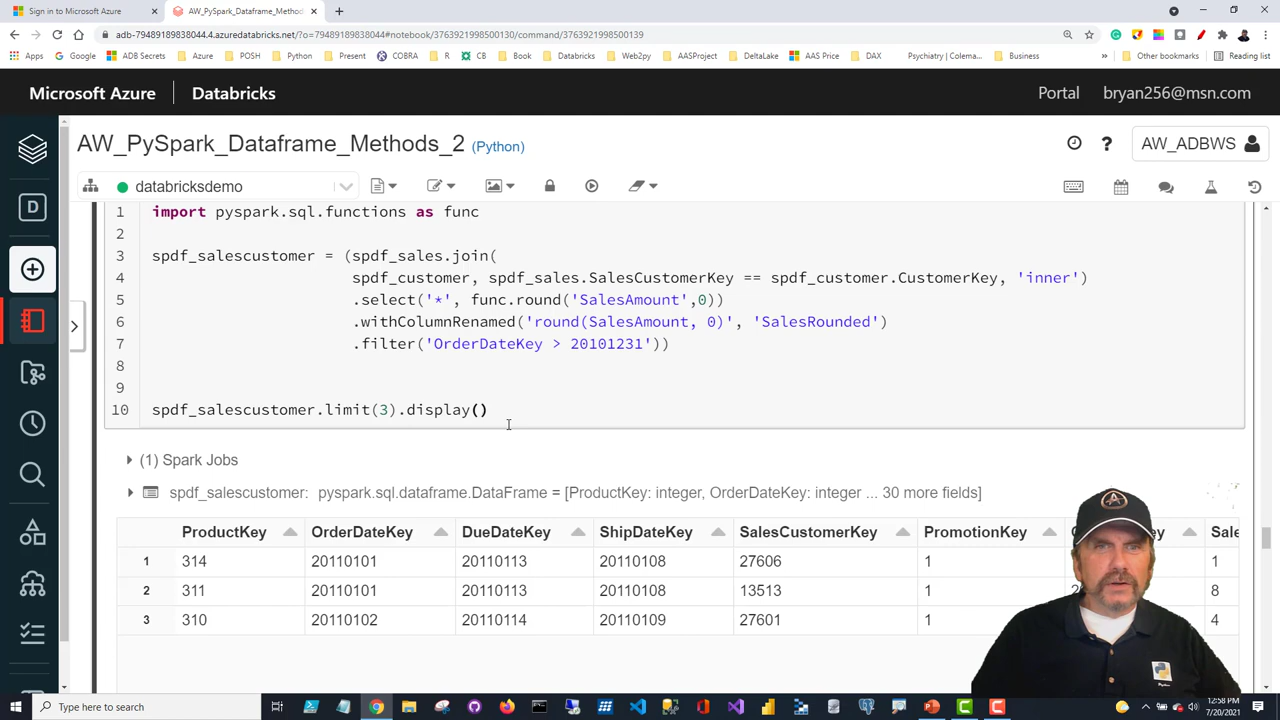 Sign in to Microsoft Azure
AW_PySpark_Dataframe_Methods
adb-79489189838044.4.azuredatabricks.net/?o=79489189838044#notebook/3763921998500130/command/3763921998500139
Apps Google ADB Secrets Azure POSH Python Present COBRA R CB Book Databricks Web2py AASProject DeltaLake AAS Price DAX Psychiatry | Colema... Business » Other bookmarks Reading list
Microsoft Azure Databricks Portal bryan256@msn.com
AW_PySpark_Dataframe_Methods_2 (Python) AW_ADBWS
databricksdemo
D
1 import pyspark.sql.functions as func
2
3 spdf_salescustomer = (spdf_sales.join(
4 spdf_customer, spdf_sales.SalesCustomerKey == spdf_customer.CustomerKey, 'inner')
5 .select('*', func.round('SalesAmount',0))
6 .withColumnRenamed('round(SalesAmount, 0)', 'SalesRounded')
7 .filter('OrderDateKey > 20101231'))
8
9
10 spdf_salescustomer.limit(3).display()
(1) Spark Jobs
spdf_salescustomer: pyspark.sql.dataframe.DataFrame = [ProductKey: integer, OrderDateKey: integer ... 30 more fields]
ProductKey OrderDateKey DueDateKey ShipDateKey SalesCustomerKey PromotionKey
1 314 20110101 20110113 20110108 27606 1 1
2 311 20110101 20110113 20110108 13513 1 8
3 310 20110102 20110114 20110109 27601 1 4
Python
Type here to search
12:58 PM
7/20/2021